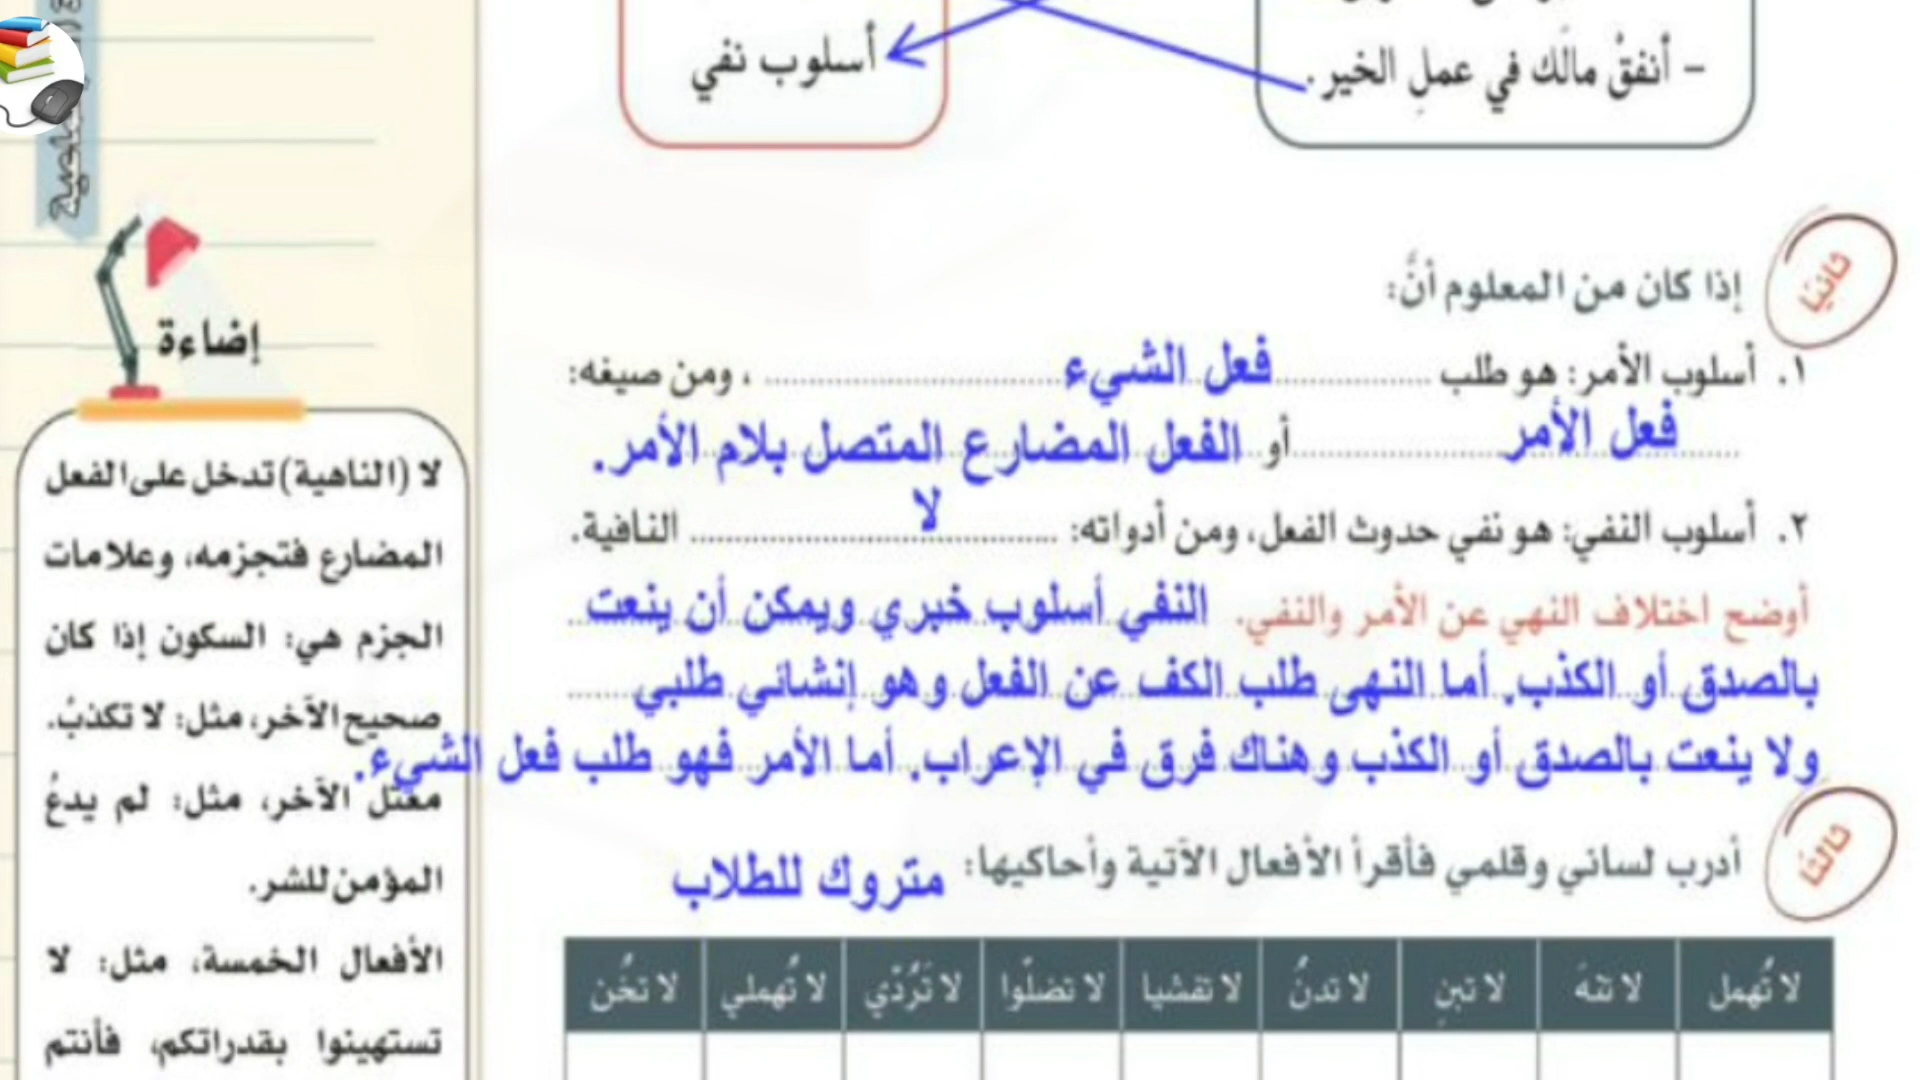 - أنفقْ مالَك في عملِ الخير.
أسلوب نفي
ثانيًا
إذا كان من المعلوم أنَّ:
١. أسلوب الأمر: هو طلب فعل الشيء، ومن صيغه:
فعل الأمر أو الفعل المضارع المتصل بلام الأمر.
٢. أسلوب النفي: هو نفي حدوث الفعل، ومن أدواته: لا النافية.
أوضح اختلاف النهي عن الأمر والنفي. النفي أسلوب خبري ويمكن أن ينعت
بالصدق أو الكذب. أما النهى طلب الكف عن الفعل وهو إنشائي طلبي
ولا ينعت بالصدق أو الكذب وهناك فرق في الإعراب. أما الأمر فهو طلب فعل الشيء.
ثالثًا
أدرب لساني وقلمي فأقرأ الأفعال الآتية وأحاكيها: متروك للطلاب
لا تُهمل لا تنهَ لا تبنِ لا تدنُ لا تفشيا لا تضلّوا لا تَرُدّي لا تُهملي لا تخُن
إضاءة
لا (الناهية) تدخل على الفعل
المضارع فتجزمه، وعلامات
الجزم هي: السكون إذا كان
صحيح الآخر، مثل: لا تكذبْ.
معتل الآخر، مثل: لم يدعُ
المؤمن للشر.
الأفعال الخمسة، مثل: لا
تستهينوا بقدراتكم، فأنتم